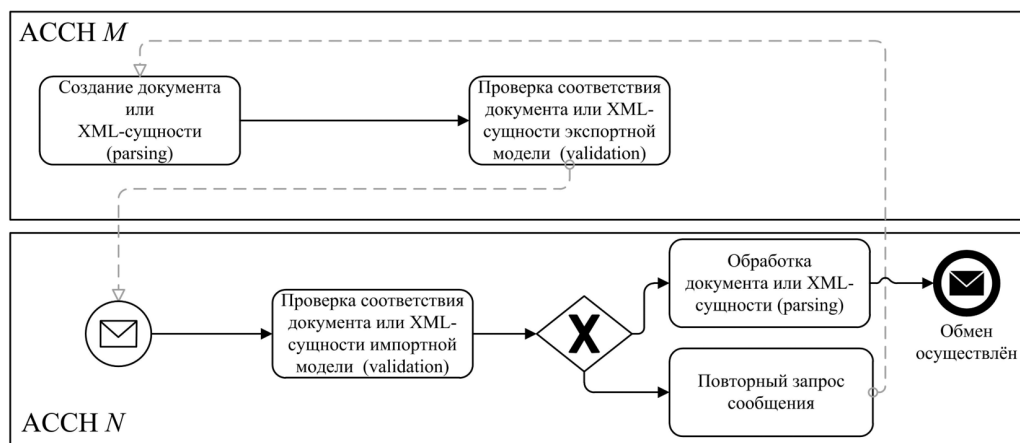 АССН M
Создание документа
или
XML-сущности
(parsing)
Проверка соответствия
документа или XML-
сущности экспортной
модели (validation)
Проверка соответствия
документа или XML-
сущности импортной
модели (validation)
X
Обработка
документа или XML-
сущности (parsing)
Повторный запрос
сообщения
Обмен
осуществлён
АССН N